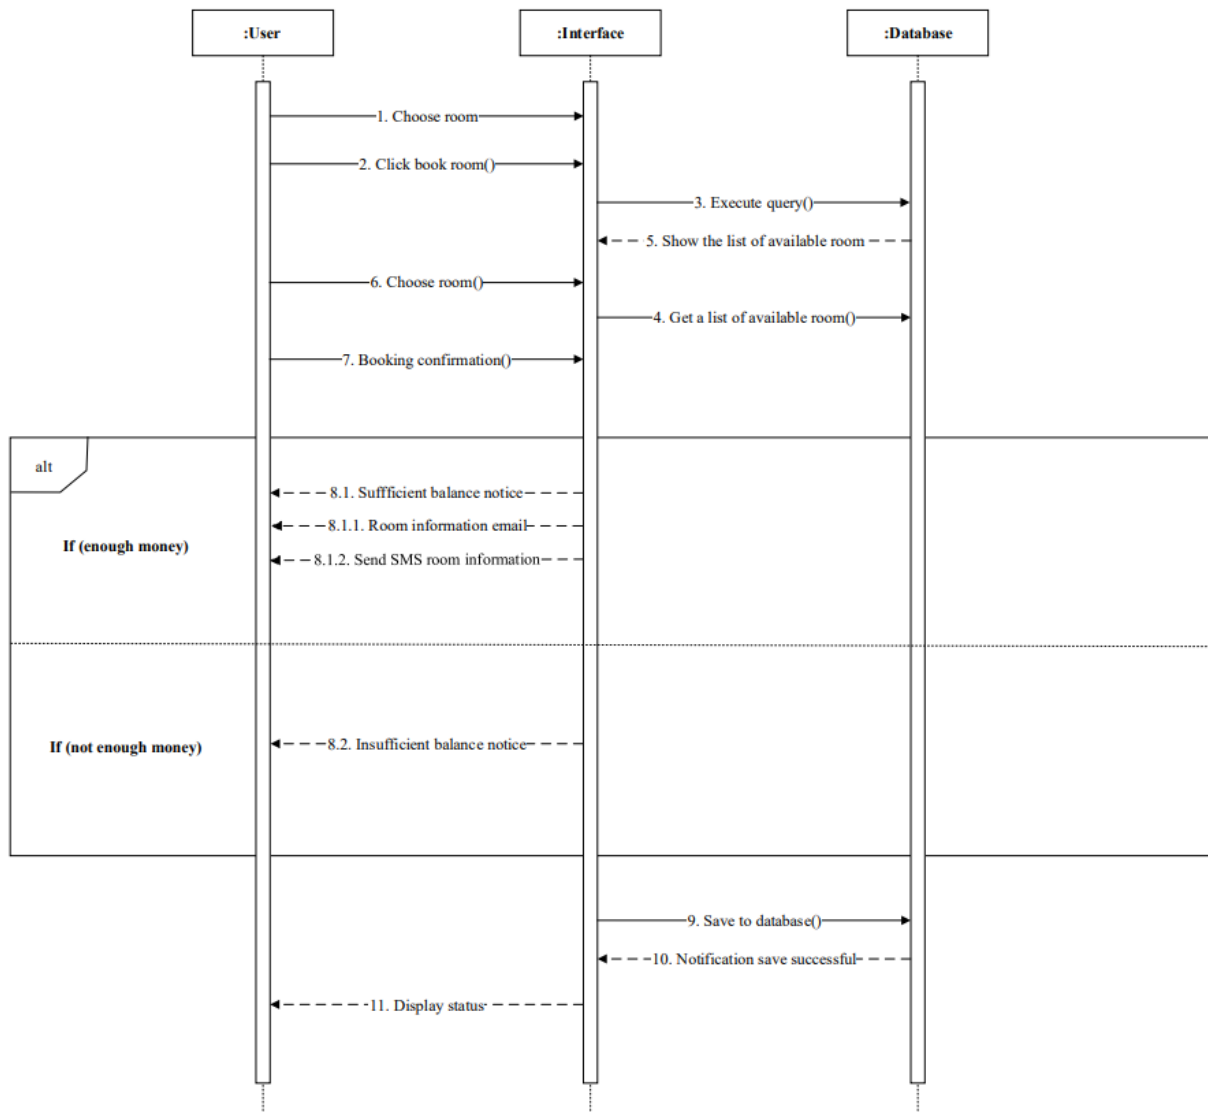 :User
:Interface
:Database
1. Choose room
2. Click book room()
3. Execute query()
5. Show the list of available room
6. Choose room()
4. Get a list of available room()
7. Booking confirmation()
alt
8.1. Suffficient balance notice
8.1.1. Room information email
If (enough money)
8.1.2. Send SMS room information
8.2. Insufficient balance notice
If (not enough money)
9. Save to database()
10. Notification save successful
11. Display status